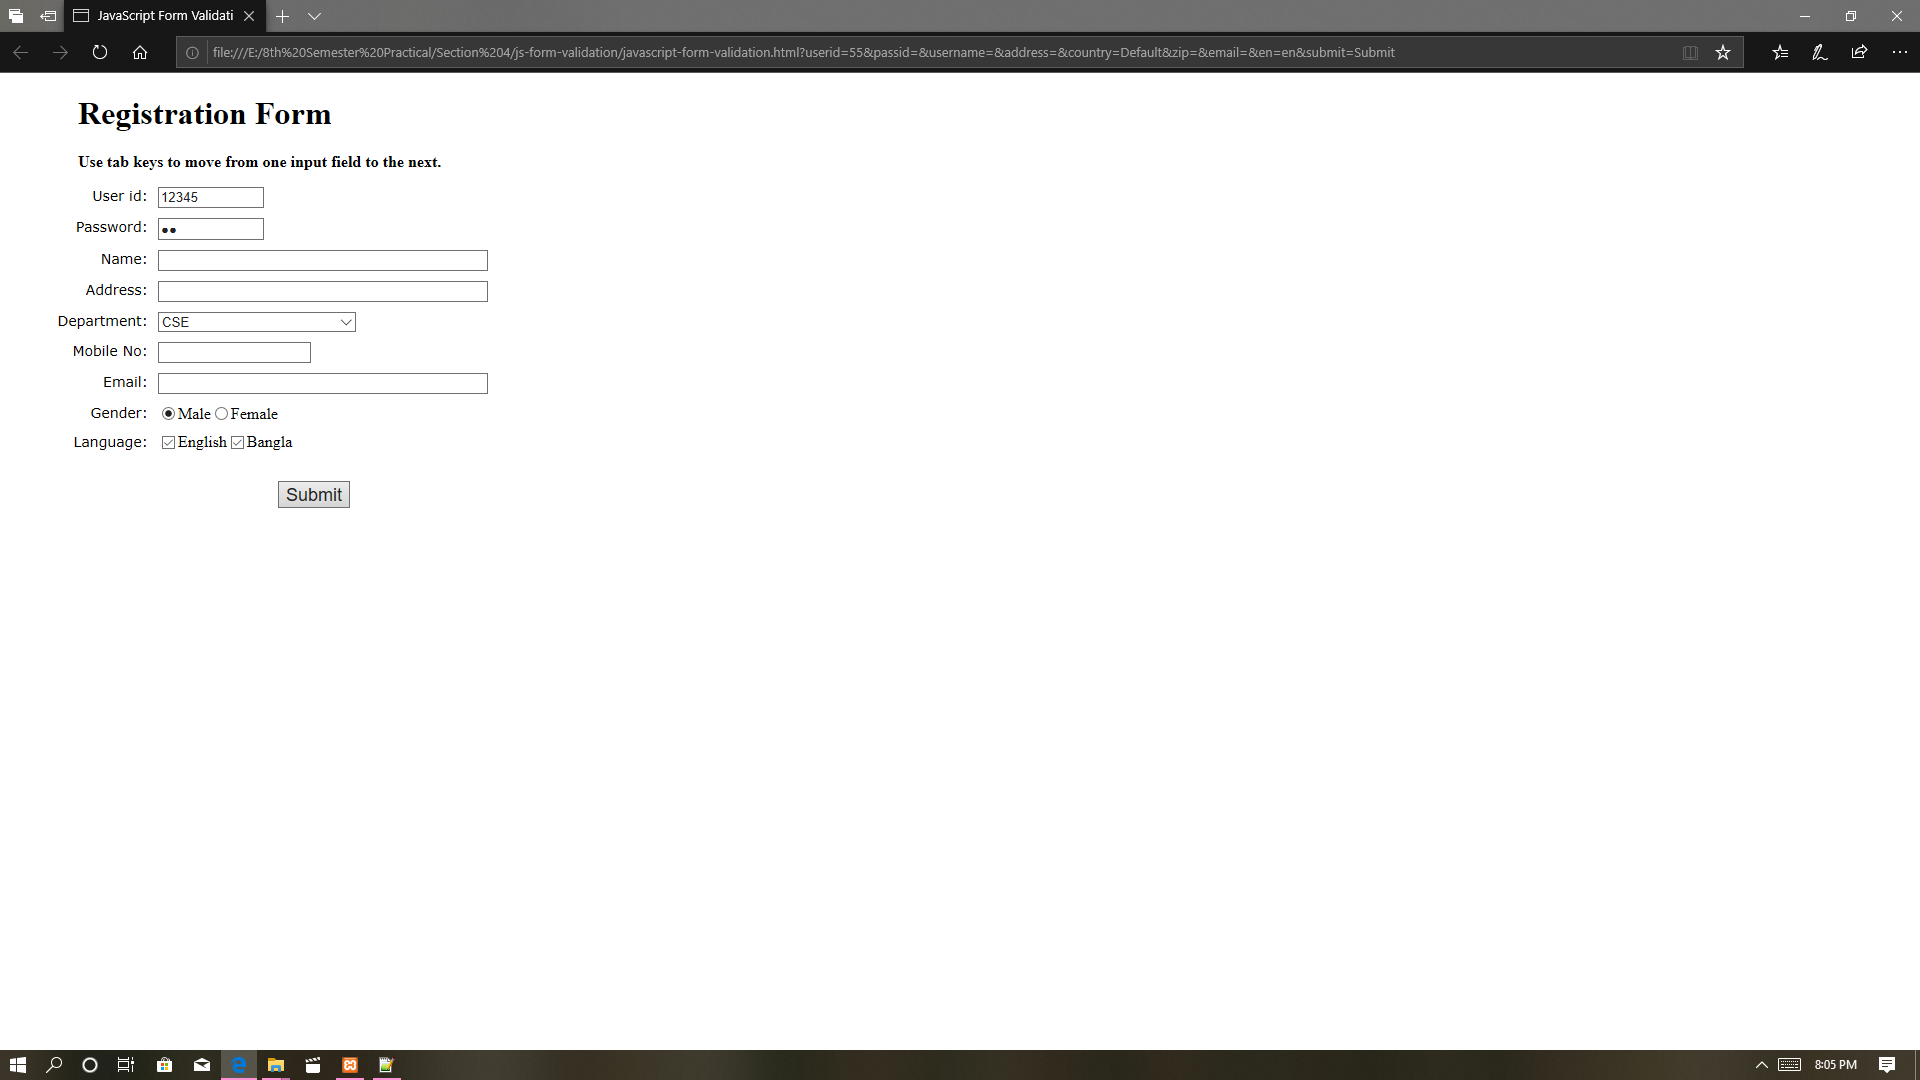 JavaScript Form Validati
file:///E:/8th%20Semester%20Practical/Section%204/js-form-validation/javascript-form-validation.html?userid=55&passid=&username=&address=&country=Default&zip=&email=&en=en&submit=Submit
Registration Form
Use tab keys to move from one input field to the next.
User id: 12345
Password: ●●
Name:
Address:
Department: CSE
Mobile No:
Email:
Gender: Male Female
Language: English Bangla
Submit
8:05 PM